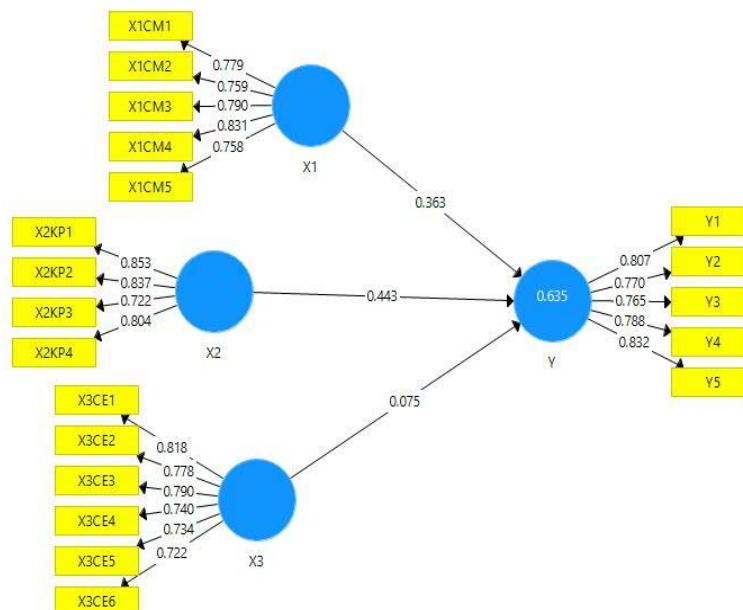 X1CM1
X1CM2
X1CM3
X1CM4
X1CM5
0.779
0.759
0.790
0.831
0.758
X1
0.363
X2KP1
X2KP2
X2KP3
X2KP4
0.853
0.837
0.722
0.804
X2
0.443
X3CE1
X3CE2
X3CE3
X3CE4
X3CE5
X3CE6
0.818
0.778
0.790
0.740
0.734
0.722
X3
0.075
0.635
Y
0.807
0.770
0.765
0.788
0.832
Y1
Y2
Y3
Y4
Y5